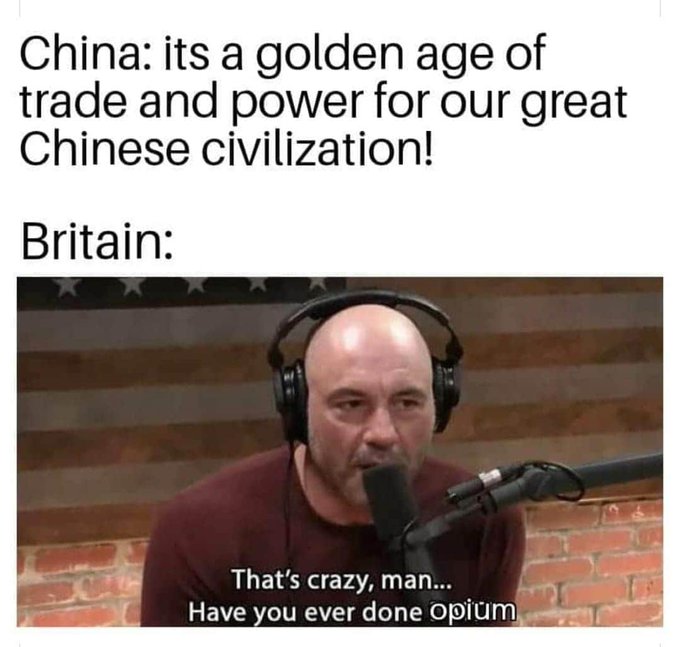 China: its a golden age of
trade and power for our great
Chinese civilization!
Britain:
That's crazy, man...
Have you ever done opium